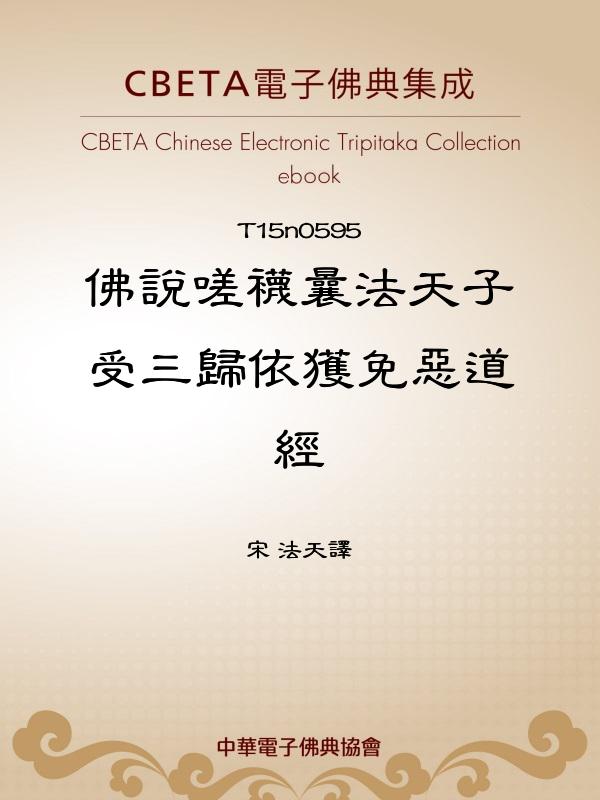 CBETA電子佛典集成
CBETA Chinese Electronic Tripitaka Collection
ebook
T15n0595
佛說嗟韈曩法天子
受三歸依獲免惡道
經
宋 法天譯
中華電子佛典協會